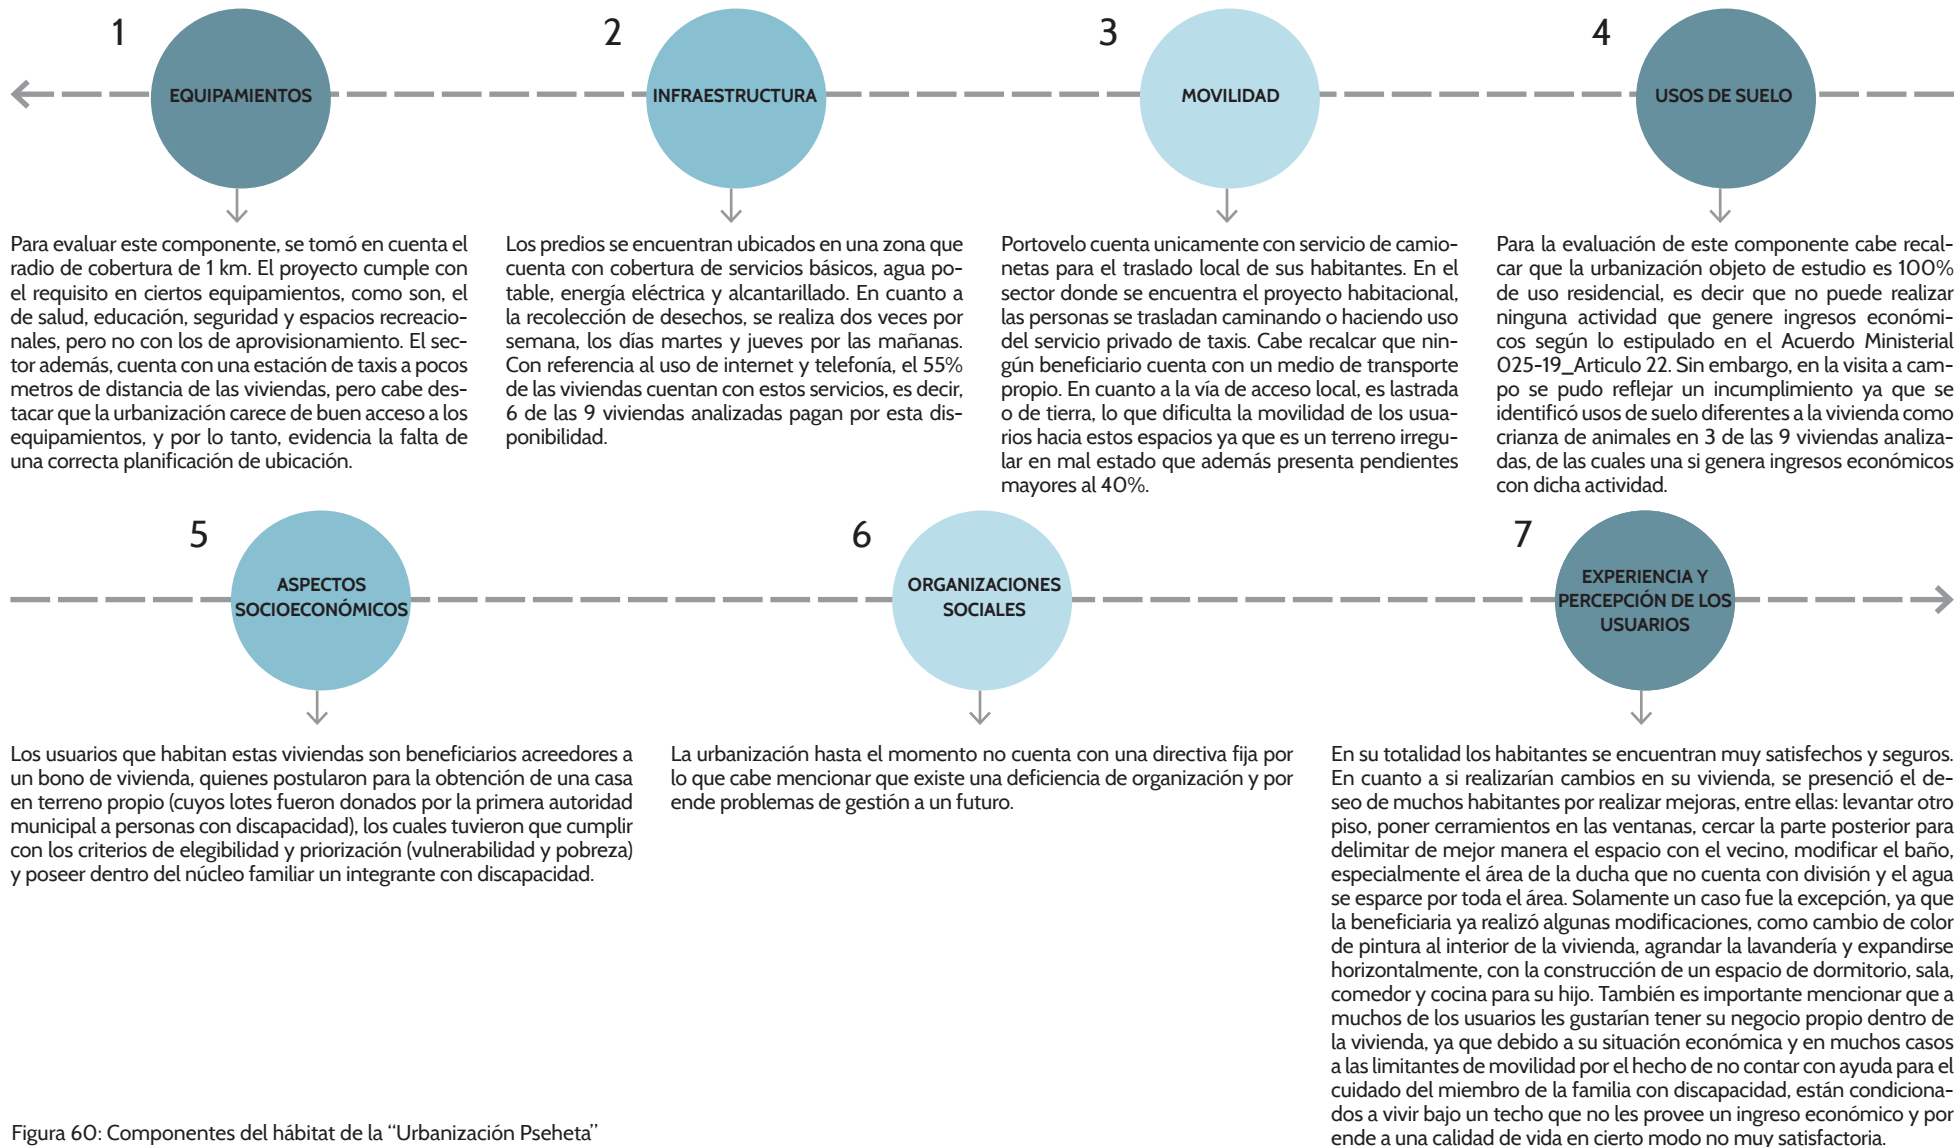 1
EQUIPAMIENTOS
Para evaluar este componente, se tomó en cuenta el
radio de cobertura de 1 km. El proyecto cumple con
el requisito en ciertos equipamientos, como son, el
de salud, educación, seguridad y espacios recreacio-
nales, pero no con los de aprovisionamiento. El sec-
tor además, cuenta con una estación de taxis a pocos
metros de distancia de las viviendas, pero cabe des-
tacar que la urbanización carece de buen acceso a los
equipamientos, y por lo tanto, evidencia la falta de
una correcta planificación de ubicación.
2
INFRAESTRUCTURA
Los predios se encuentran ubicados en una zona que
cuenta con cobertura de servicios básicos, agua po-
table, energía eléctrica y alcantarillado. En cuanto a
la recolección de desechos, se realiza dos veces por
semana, los días martes y jueves por las mañanas.
Con referencia al uso de internet y telefonía, el 55%
de las viviendas cuentan con estos servicios, es decir,
6 de las 9 viviendas analizadas pagan por esta dis-
ponibilidad.
3
MOVILIDAD
Portovelo cuenta unicamente con servicio de camio-
netas para el traslado local de sus habitantes. En el
sector donde se encuentra el proyecto habitacional,
las personas se trasladan caminando o haciendo uso
del servicio privado de taxis. Cabe recalcar que nin-
gún beneficiario cuenta con un medio de transporte
propio. En cuanto a la vía de acceso local, es lastrada
o de tierra, lo que dificulta la movilidad de los usua-
rios hacia estos espacios ya que es un terreno irregu-
lar en mal estado que además presenta pendientes
mayores al 40%.
4
USOS DE SUELO
Para la evaluación de este componente cabe recal-
car que la urbanización objeto de estudio es 100%
de uso residencial, es decir que no puede realizar
ninguna actividad que genere ingresos económi-
cos según lo estipulado en el Acuerdo Ministerial
025-19_Articulo 22. Sin embargo, en la visita a cam-
po se pudo reflejar un incumplimiento ya que se
identificó usos de suelo diferentes a la vivienda como
crianza de animales en 3 de las 9 viviendas analiza-
das, de las cuales una si genera ingresos económicos
con dicha actividad.
5
ASPECTOS
SOCIOECONÓMICOS
Los usuarios que habitan estas viviendas son beneficiarios acreedores a
un bono de vivienda, quienes postularon para la obtención de una casa
en terreno propio (cuyos lotes fueron donados por la primera autoridad
municipal a personas con discapacidad), los cuales tuvieron que cumplir
con los criterios de elegibilidad y priorización (vulnerabilidad y pobreza)
y poseer dentro del núcleo familiar un integrante con discapacidad.
6
ORGANIZACIONES
SOCIALES
La urbanización hasta el momento no cuenta con una directiva fija por
lo que cabe mencionar que existe una deficiencia de organización y por
ende problemas de gestión a un futuro.
7
EXPERIENCIA Y
PERCEPCIÓN DE LOS
USUARIOS
En su totalidad los habitantes se encuentran muy satisfechos y seguros.
En cuanto a si realizarían cambios en su vivienda, se presenció el de-
seo de muchos habitantes por realizar mejoras, entre ellas: levantar otro
piso, poner cerramientos en las ventanas, cercar la parte posterior para
delimitar de mejor manera el espacio con el vecino, modificar el baño,
especialmente el área de la ducha que no cuenta con división y el agua
se esparce por toda el área. Solamente un caso fue la excepción, ya que
la beneficiaria ya realizó algunas modificaciones, como cambio de color
de pintura al interior de la vivienda, agrandar la lavandería y expandirse
horizontalmente, con la construcción de un espacio de dormitorio, sala,
comedor y cocina para su hijo. También es importante mencionar que a
muchos de los usuarios les gustarían tener su negocio propio dentro de
la vivienda, ya que debido a su situación económica y en muchos casos
a las limitantes de movilidad por el hecho de no contar con ayuda para el
cuidado del miembro de la familia con discapacidad, están condiciona-
dos a vivir bajo un techo que no les provee un ingreso económico y por
ende a una calidad de vida en cierto modo no muy satisfactoria.
Figura 60: Componentes del hábitat de la “Urbanización Pseheta”